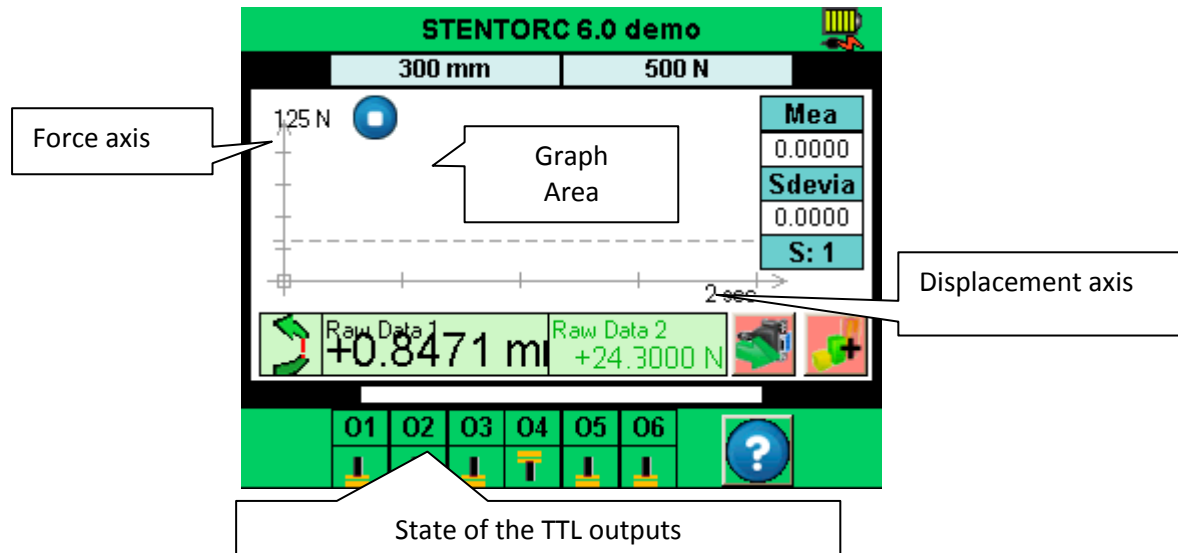 STENTORC 6.0 demo
300 mm
500 N
125 N
Force axis
Graph
Area
Mea
0.0000
Sdevia
0.0000
S: 1
Displacement axis
2 sec
Raw Data 1
+0.8471 m
Raw Data 2
+24.3000 N
O1 O2 O3 O4 O5 O6
?
State of the TTL outputs